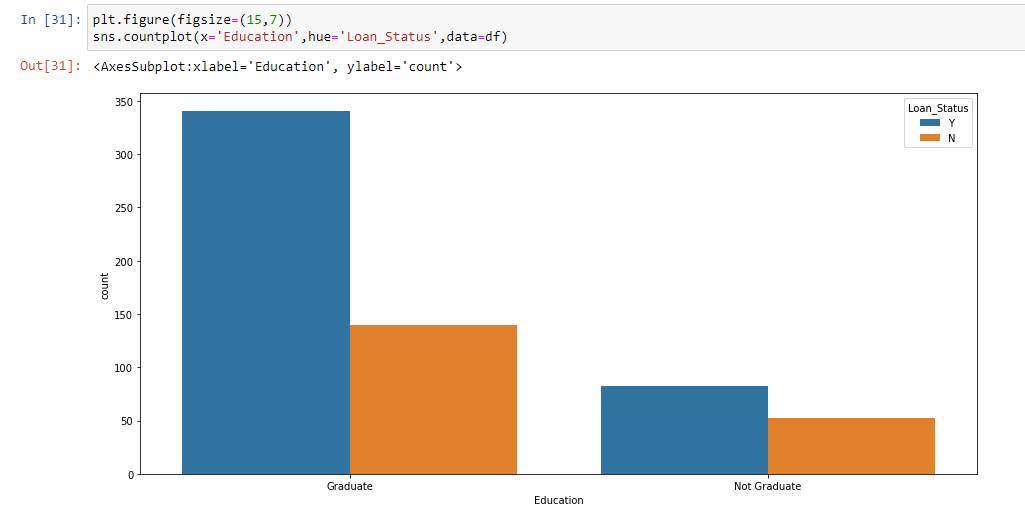 In [31]: plt.figure(figsize=(15,7))
sns.countplot(x='Education',hue='Loan_Status',data=df)
Out[31]: <AxesSubplot:xlabel='Education', ylabel='count'>
Loan_Status
Y
N
350
300
250
200
150
100
50
0
count
Graduate
Not Graduate
Education